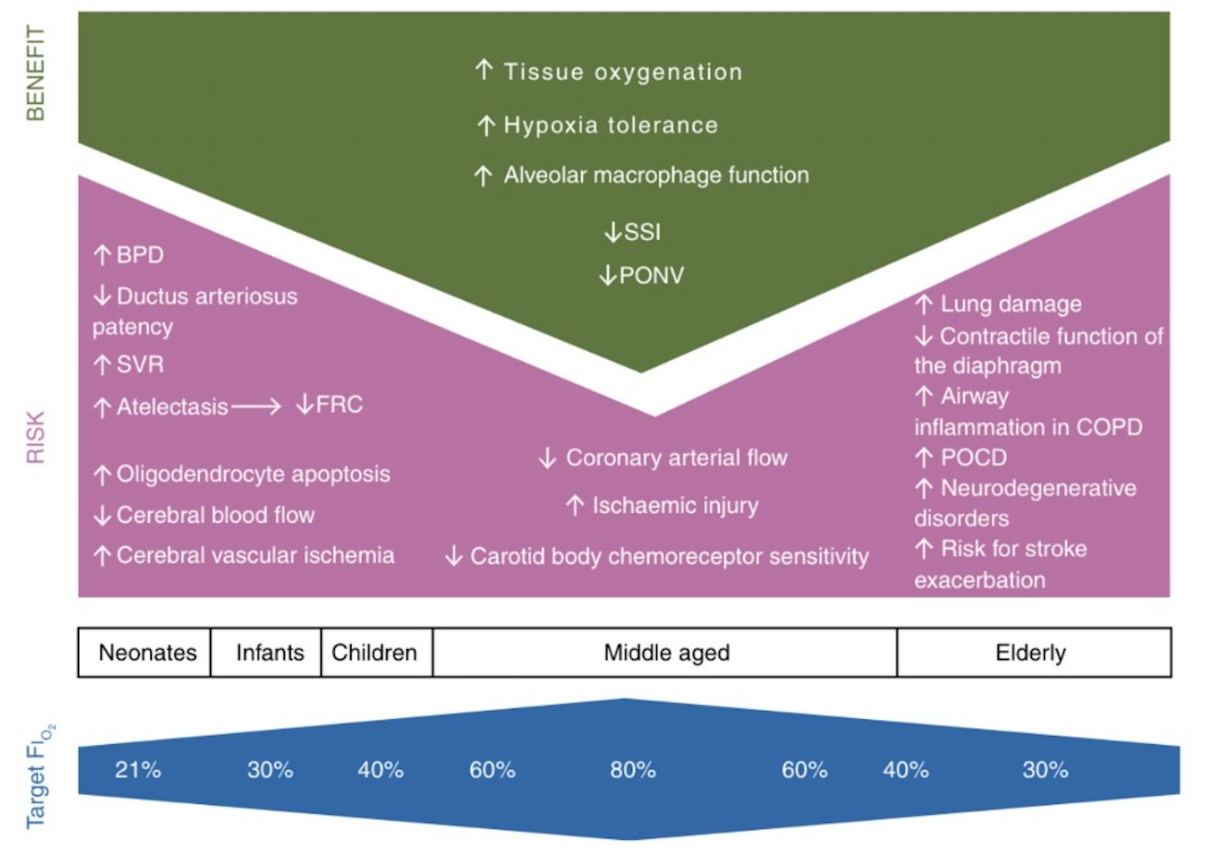 BENEFIT
↑ Tissue oxygenation
↑ Hypoxia tolerance
↑ Alveolar macrophage function
↓SSI
↓PONV
RISK
↑ BPD
↓ Ductus arteriosus
patency
↑ SVR
↑ Atelectasis⟶ ↓FRC
↑ Oligodendrocyte apoptosis
↓ Cerebral blood flow
↑ Cerebral vascular ischemia
↓ Coronary arterial flow
↑ Ischaemic injury
↓ Carotid body chemoreceptor sensitivity
↑ Lung damage
↓ Contractile function of
the diaphragm
↑ Airway
inflammation in COPD
↑ POCD
↑ Neurodegenerative
disorders
↑ Risk for stroke
exacerbation
Neonates Infants Children Middle aged Elderly
Target FIO₂
21% 30% 40% 60% 80% 60% 40% 30%